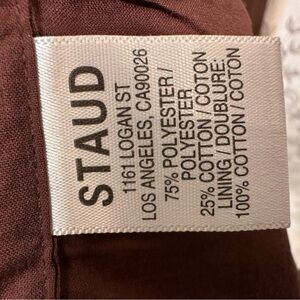 STAUD
1161 LOGAN ST
LOS ANGELES, CA90026
75% POLYESTER /
POLYESTER
25% COTTON / COTON
LINING / DOUBLURE:
100% COTTON / COTON